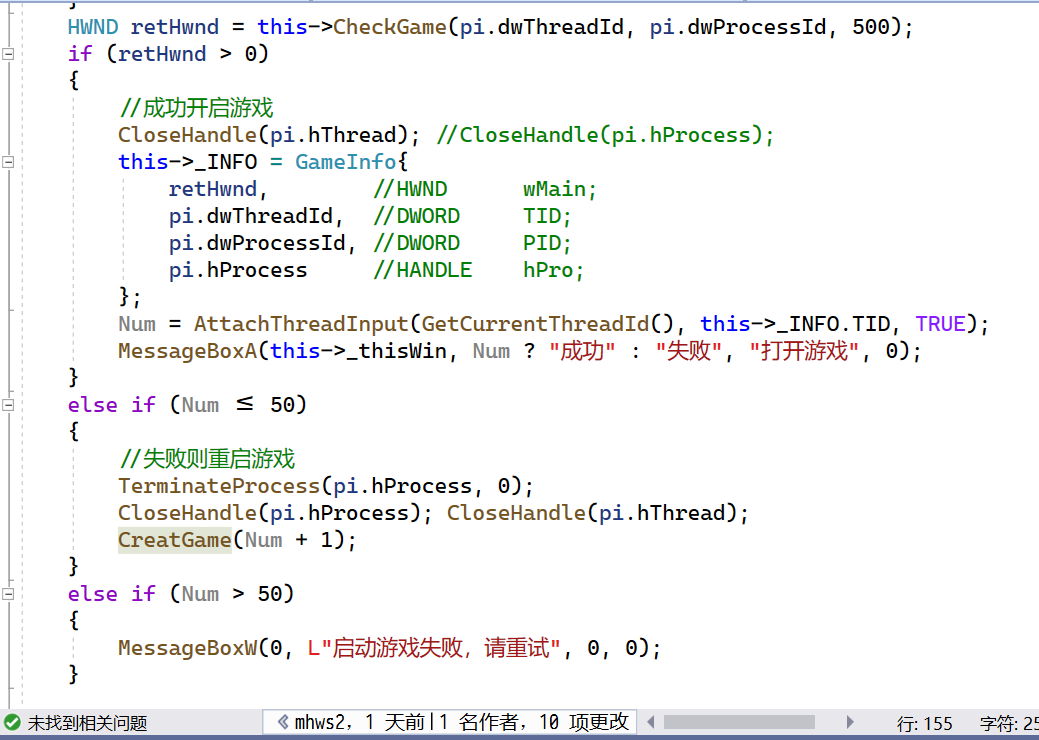 }
HWND retHwnd = this->CheckGame(pi.dwThreadId, pi.dwProcessId, 500);
if (retHwnd > 0)
{
//成功开启游戏
CloseHandle(pi.hThread); //CloseHandle(pi.hProcess);
this->_INFO = GameInfo{
retHwnd, //HWND wMain;
pi.dwThreadId, //DWORD TID;
pi.dwProcessId, //DWORD PID;
pi.hProcess //HANDLE hPro;
};
Num = AttachThreadInput(GetCurrentThreadId(), this->_INFO.TID, TRUE);
MessageBoxA(this->_thisWin, Num ? "成功" : "失败", "打开游戏", 0);
}
else if (Num ≤ 50)
{
//失败则重启游戏
TerminateProcess(pi.hProcess, 0);
CloseHandle(pi.hProcess); CloseHandle(pi.hThread);
CreatGame(Num + 1);
}
else if (Num > 50)
{
MessageBoxW(0, L"启动游戏失败，请重试", 0, 0);
}
未找到相关问题 mhws2，1 天前|1 名作者，10 项更改 行: 155 字符: 25